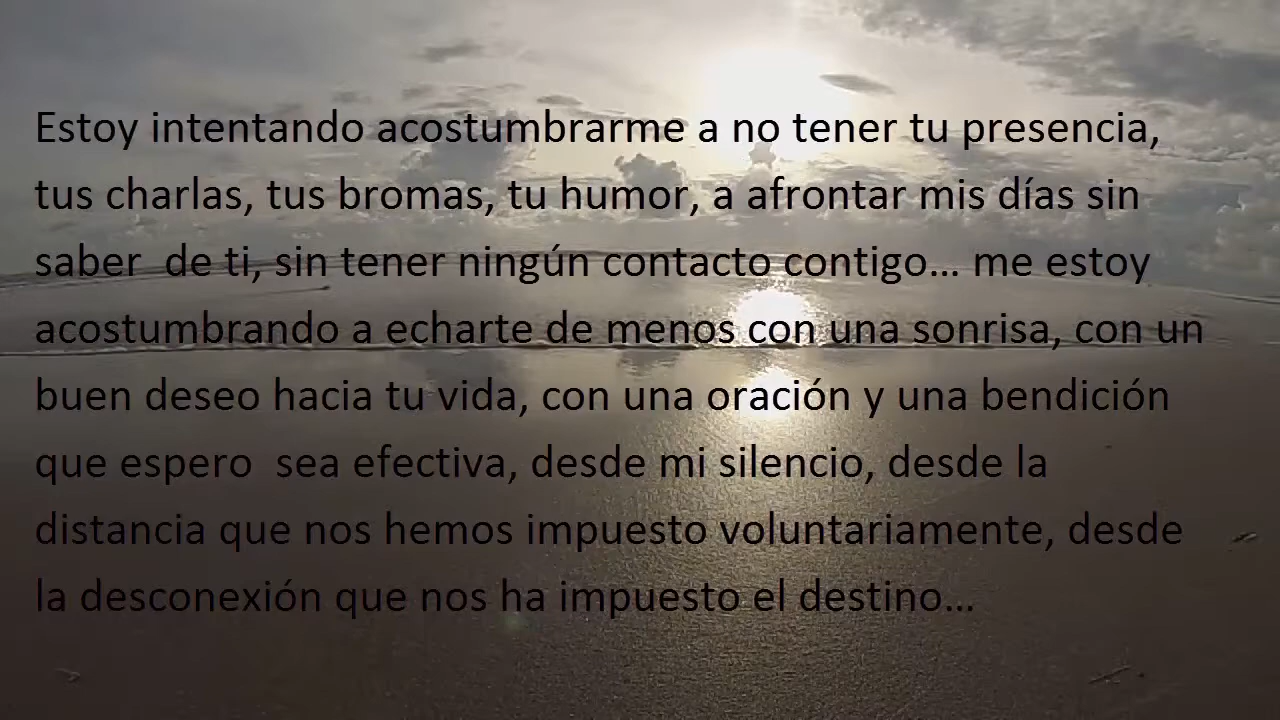 Estoy intentando acostumbrarme a no tener tu presencia,
tus charlas, tus bromas, tu humor, a afrontar mis días sin
saber  de ti, sin tener ningún contacto contigo… me estoy
acostumbrando a echarte de menos con una sonrisa, con un
buen deseo hacia tu vida, con una oración y una bendición
que espero  sea efectiva, desde mi silencio, desde la
distancia que nos hemos impuesto voluntariamente, desde
la desconexión que nos ha impuesto el destino…